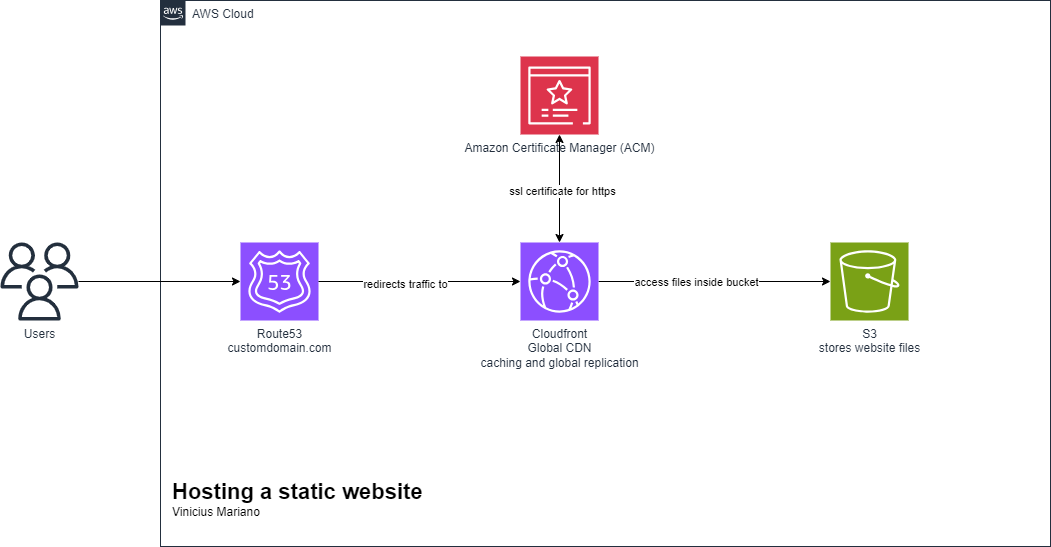 aws
AWS Cloud
Amazon Certificate Manager (ACM)
ssl certificate for https
53
redirects traffic to
access files inside bucket
Users
Route53
customdomain.com
Cloudfront
Global CDN
caching and global replication
S3
stores website files
Hosting a static website
Vinicius Mariano